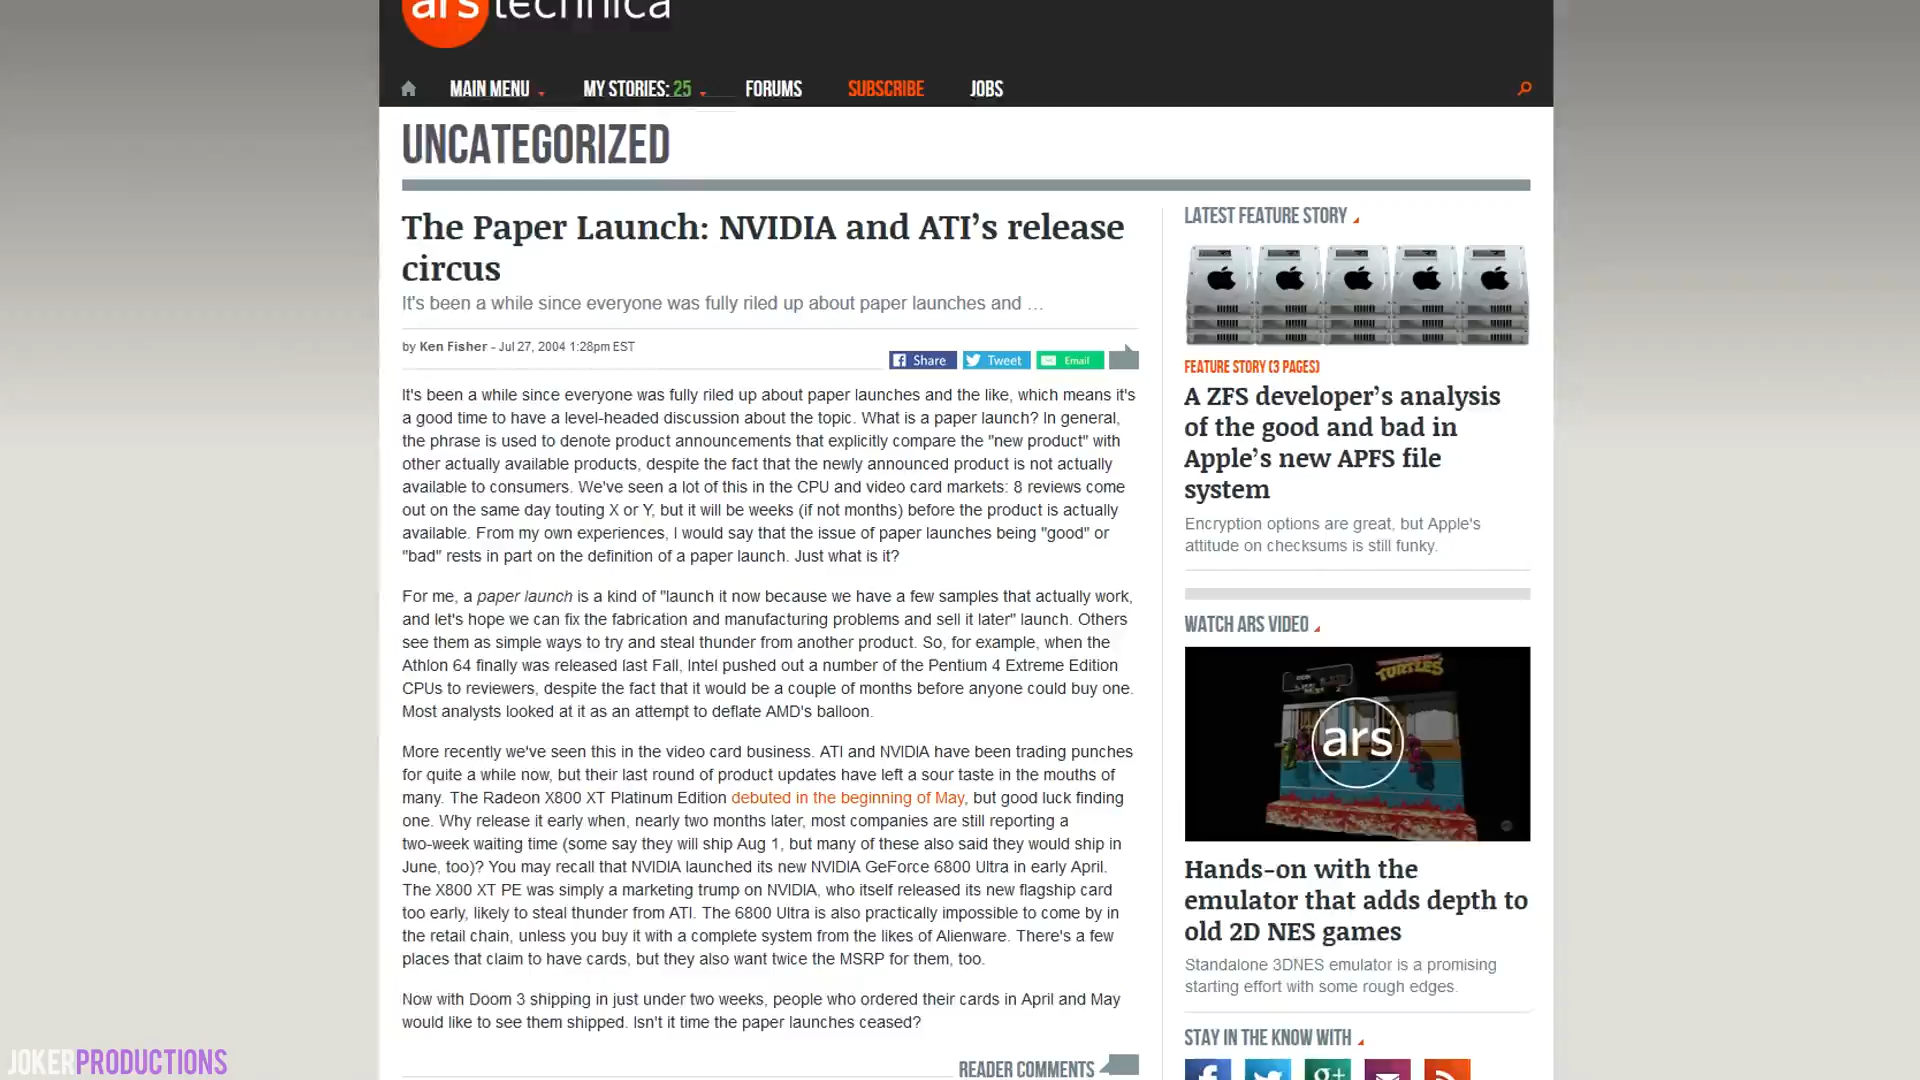 ars technica
MAIN MENU
MY STORIES: 25
FORUMS
SUBSCRIBE
JOBS
UNCATEGORIZED
The Paper Launch: NVIDIA and ATI’s release
circus
It's been a while since everyone was fully riled up about paper launches and …
by Ken Fisher - Jul 27, 2004 1:28pm EST
Share
Tweet
Email
It's been a while since everyone was fully riled up about paper launches and the like, which means it's
a good time to have a level-headed discussion about the topic. What is a paper launch? In general,
the phrase is used to denote product announcements that explicitly compare the "new product" with
other actually available products, despite the fact that the newly announced product is not actually
available to consumers. We've seen a lot of this in the CPU and video card markets: 8 reviews come
out on the same day touting X or Y, but it will be weeks (if not months) before the product is actually
available. From my own experiences, I would say that the issue of paper launches being "good" or
"bad" rests in part on the definition of a paper launch. Just what is it?
For me, a paper launch is a kind of "launch it now because we have a few samples that actually work,
and let's hope we can fix the fabrication and manufacturing problems and sell it later" launch. Others
see them as simple ways to try and steal thunder from another product. So, for example, when the
Athlon 64 finally was released last Fall, Intel pushed out a number of the Pentium 4 Extreme Edition
CPUs to reviewers, despite the fact that it would be a couple of months before anyone could buy one.
Most analysts looked at it as an attempt to deflate AMD's balloon.
More recently we've seen this in the video card business. ATI and NVIDIA have been trading punches
for quite a while now, but their last round of product updates have left a sour taste in the mouths of
many. The Radeon X800 XT Platinum Edition debuted in the beginning of May, but good luck finding
one. Why release it early when, nearly two months later, most companies are still reporting a
two-week waiting time (some say they will ship Aug 1, but many of these also said they would ship in
June, too)? You may recall that NVIDIA launched its new NVIDIA GeForce 6800 Ultra in early April.
The X800 XT PE was simply a marketing trump on NVIDIA, who itself released its new flagship card
too early, likely to steal thunder from ATI. The 6800 Ultra is also practically impossible to come by in
the retail chain, unless you buy it with a complete system from the likes of Alienware. There's a few
places that claim to have cards, but they also want twice the MSRP for them, too.
Now with Doom 3 shipping in just under two weeks, people who ordered their cards in April and May
would like to see them shipped. Isn't it time the paper launches ceased?
READER COMMENTS
LATEST FEATURE STORY
FEATURE STORY (3 PAGES)
A ZFS developer’s analysis
of the good and bad in
Apple’s new APFS file
system
Encryption options are great, but Apple's
attitude on checksums is still funky.
WATCH ARS VIDEO
TURTLES
ars
Hands-on with the
emulator that adds depth to
old 2D NES games
Standalone 3DNES emulator is a promising
starting effort with some rough edges.
STAY IN THE KNOW WITH
f
g+
JOKERPRODUCTIONS